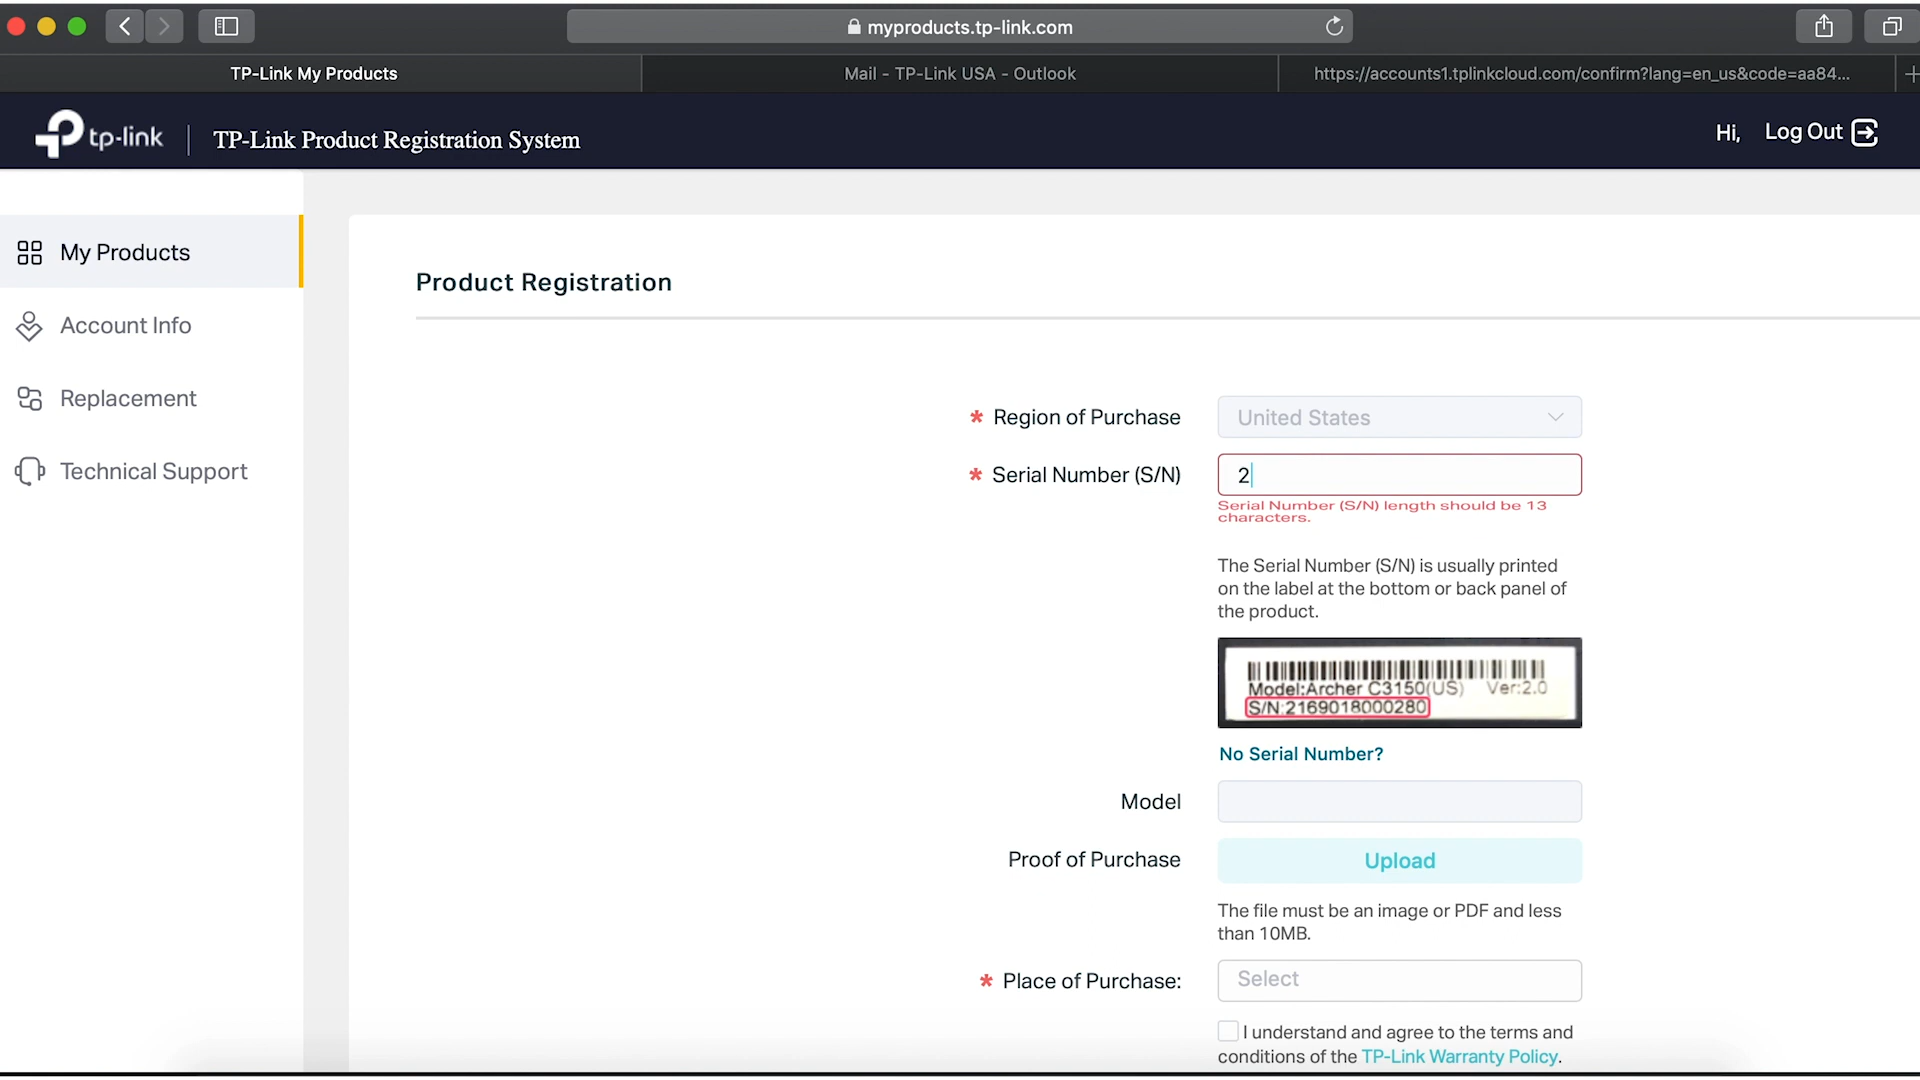 myproducts.tp-link.com
TP-Link My Products
Mail - TP-Link USA - Outlook
https://accounts1.tplinkcloud.com/confirm?lang=en_us&code=aa84...
tp-link
TP-Link Product Registration System
Hi,
Log Out
My Products
Account Info
Replacement
Technical Support
Product Registration
* Region of Purchase
United States
* Serial Number (S/N)
2
Serial Number (S/N) length should be 13
characters.
The Serial Number (S/N) is usually printed
on the label at the bottom or back panel of
the product.
Model:Archer C3150(US) Ver:2.0
S/N:2169018000280
No Serial Number?
Model
Proof of Purchase
Upload
The file must be an image or PDF and less
than 10MB.
* Place of Purchase:
Select
I understand and agree to the terms and
conditions of the TP-Link Warranty Policy.